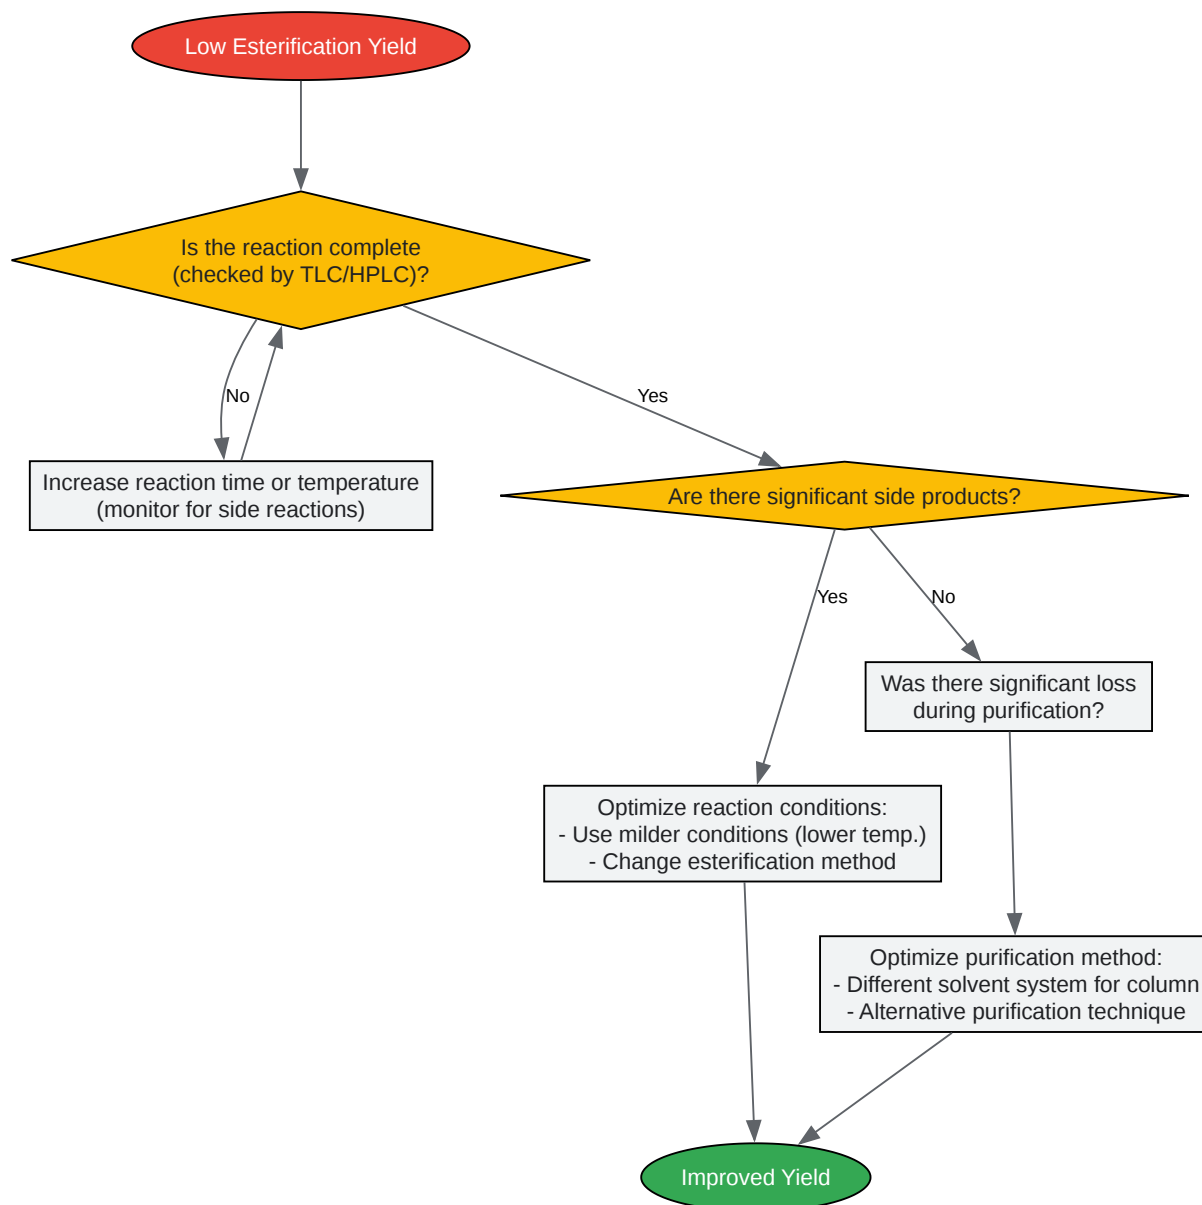 Low Esterification Yield
Is the reaction complete
(checked by TLC/HPLC)?
No
Yes
Increase reaction time or temperature
(monitor for side reactions)
Are there significant side products?
Yes
No
Was there significant loss
during purification?
Optimize reaction conditions:
- Use milder conditions (lower temp.)
- Change esterification method
Optimize purification method:
- Different solvent system for column
- Alternative purification technique
Improved Yield